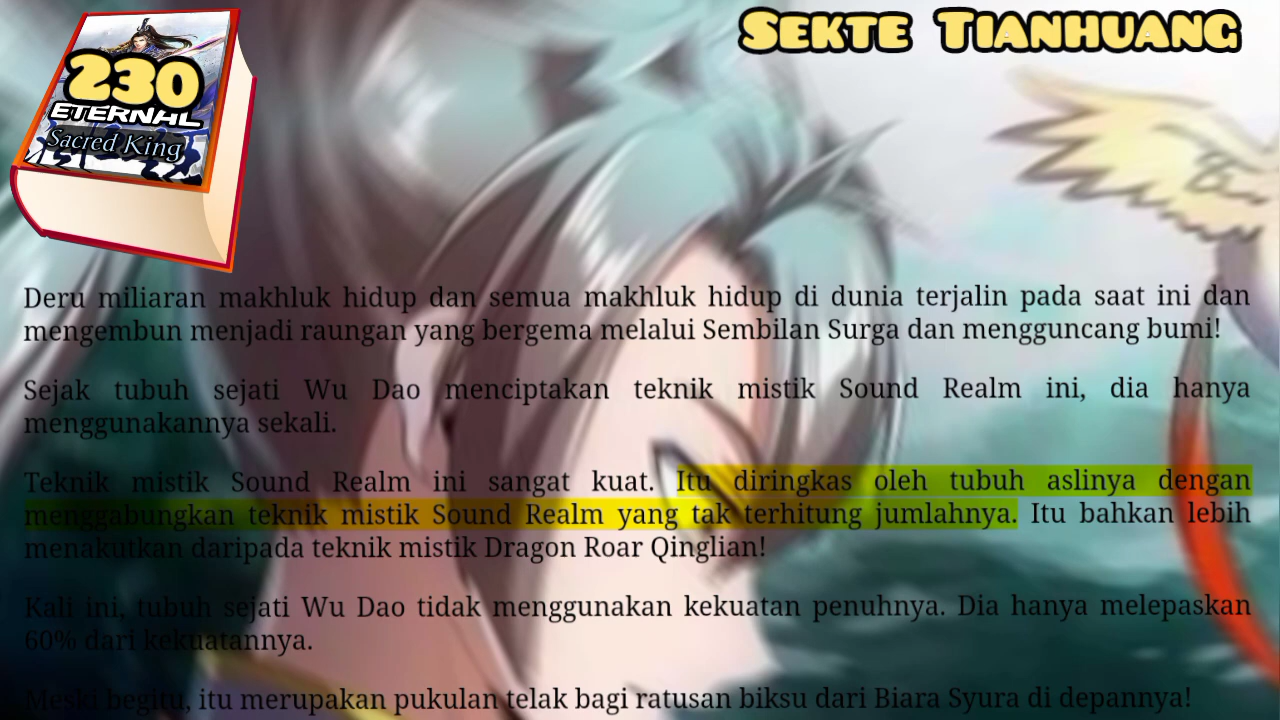 Sekte Tianhuang
230
ETERNAL
Sacred King
Deru miliaran makhluk hidup dan semua makhluk hidup di dunia terjalin pada saat ini dan
mengembun menjadi raungan yang bergema melalui Sembilan Surga dan mengguncang bumi!
Sejak tubuh sejati Wu Dao menciptakan teknik mistik Sound Realm ini, dia hanya
menggunakannya sekali.
Teknik mistik Sound Realm ini sangat kuat. Itu diringkas oleh tubuh aslinya dengan
menggabungkan teknik mistik Sound Realm yang tak terhitung jumlahnya. Itu bahkan lebih
menakutkan daripada teknik mistik Dragon Roar Qinglian!
Kali ini, tubuh sejati Wu Dao tidak menggunakan kekuatan penuhnya. Dia hanya melepaskan
60% dari kekuatannya.
Meski begitu, itu merupakan pukulan telak bagi ratusan biksu dari Biara Syura di depannya!